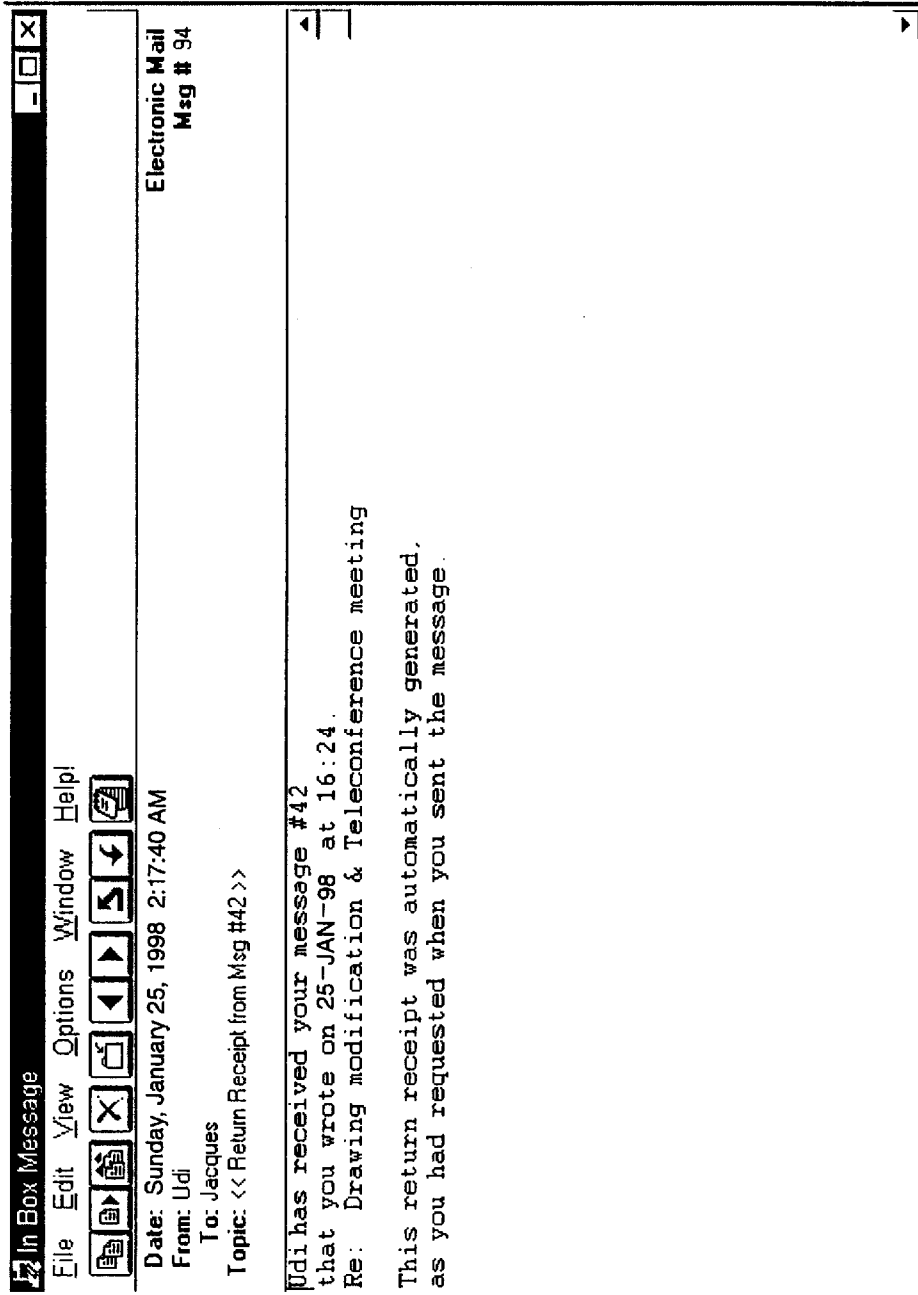 In Box Message
File Edit View Options Window Help!
Date: Sunday, January 25, 1998 2:17:40 AM
Electronic Mail
From: Udi
Msg # 94
To: Jacques
Topic: << Return Receipt from Msg #42 >>
Udi has received your message #42
that you wrote on 25-JAN-98 at 16:24.
Re: Drawing modification & Teleconference meeting
This return receipt was automatically generated,
as you had requested when you sent the message.